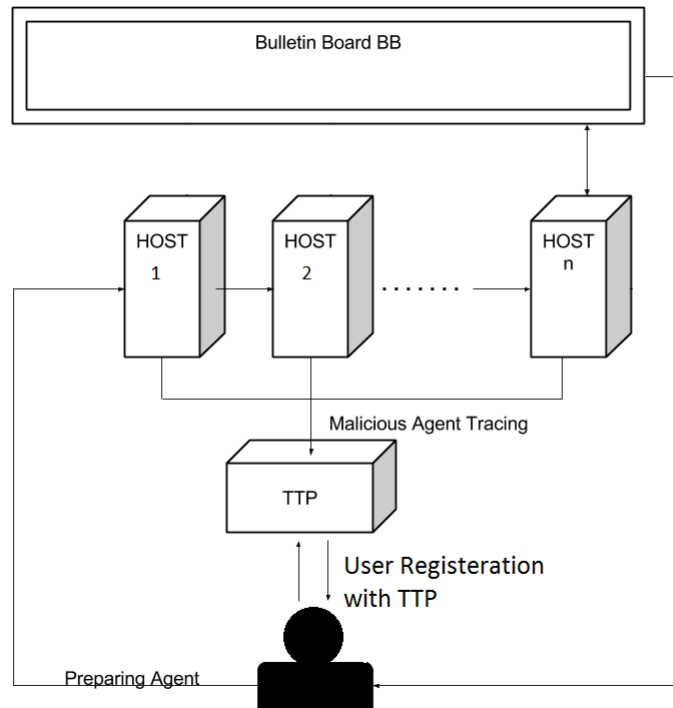 Bulletin Board BB
HOST
1
HOST
2
.......
HOST
n
Malicious Agent Tracing
TTP
User Registeration
with TTP
Preparing Agent